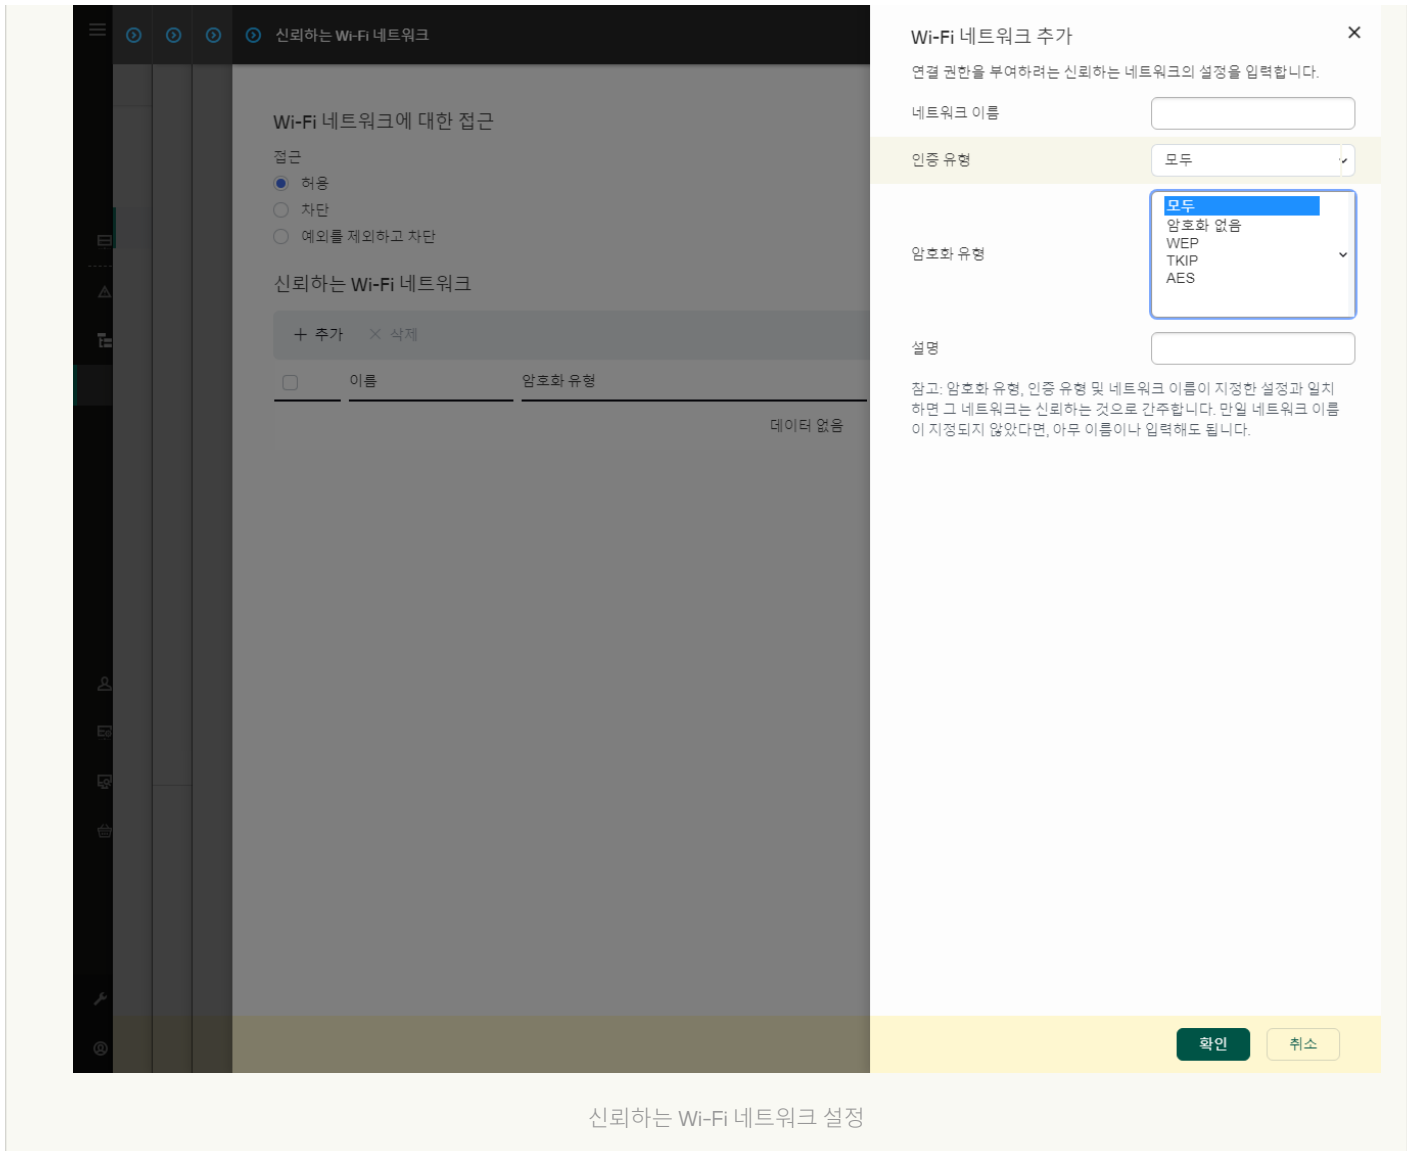 신뢰하는 Wi-Fi 네트워크
Wi-Fi 네트워크에 대한 접근
접근
허용
차단
예외를 제외하고 차단
신뢰하는 Wi-Fi 네트워크
추가 삭제
이름 암호화 유형
데이터 없음
Wi-Fi 네트워크 추가
연결 권한을 부여하려는 신뢰하는 네트워크의 설정을 입력합니다.
네트워크 이름
인증 유형 모두
암호화 유형
모두
암호화 없음
WEP
TKIP
AES
설명
참고: 암호화 유형, 인증 유형 및 네트워크 이름이 지정한 설정과 일치
하면 그 네트워크는 신뢰하는 것으로 간주합니다. 만일 네트워크 이름
이 지정되지 않았다면, 아무 이름이나 입력해도 됩니다.
확인 취소
신뢰하는 Wi-Fi 네트워크 설정